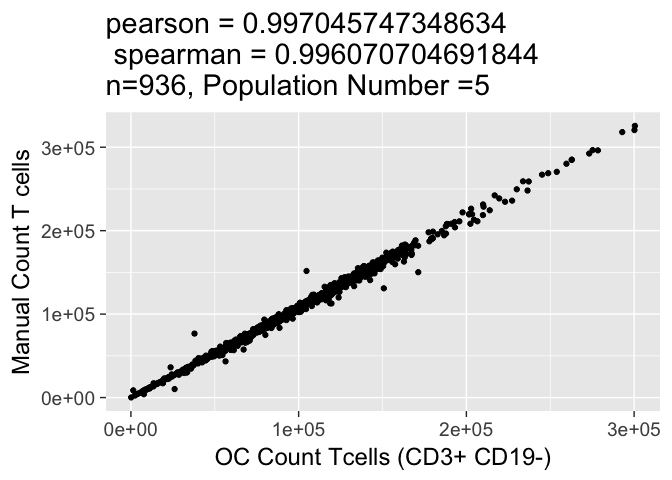 pearson = 0.997045747348634
spearman = 0.996070704691844
n=936, Population Number =5
3e+05
2e+05
1e+05
0e+00
Manual Count T cells
0e+00 1e+05 2e+05 3e+05
OC Count Tcells (CD3+ CD19-)